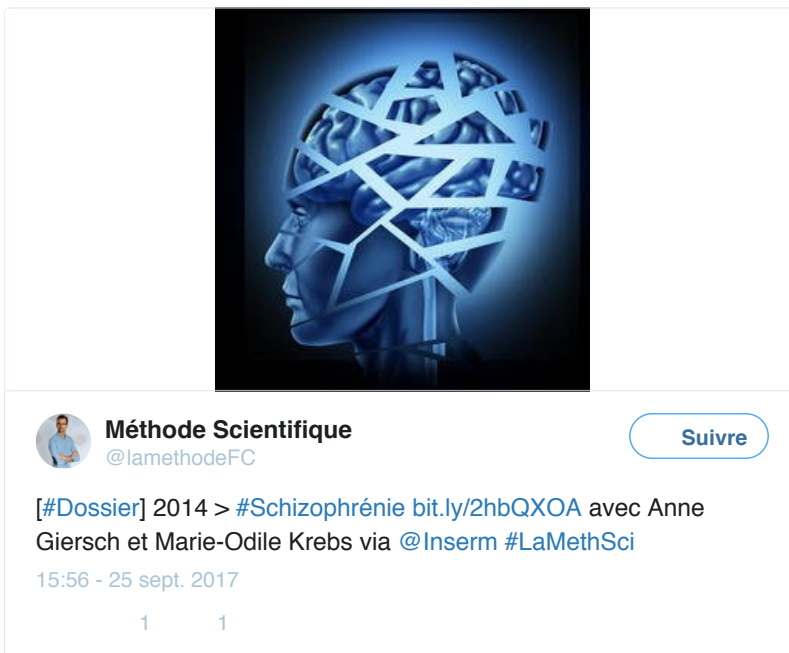 Méthode Scientifique
@lamethodeFC
Suivre
[#Dossier] 2014 > #Schizophrénie bit.ly/2hbQXOA avec Anne
Giersch et Marie-Odile Krebs via @Inserm #LaMethSci
15:56 - 25 sept. 2017
1 1